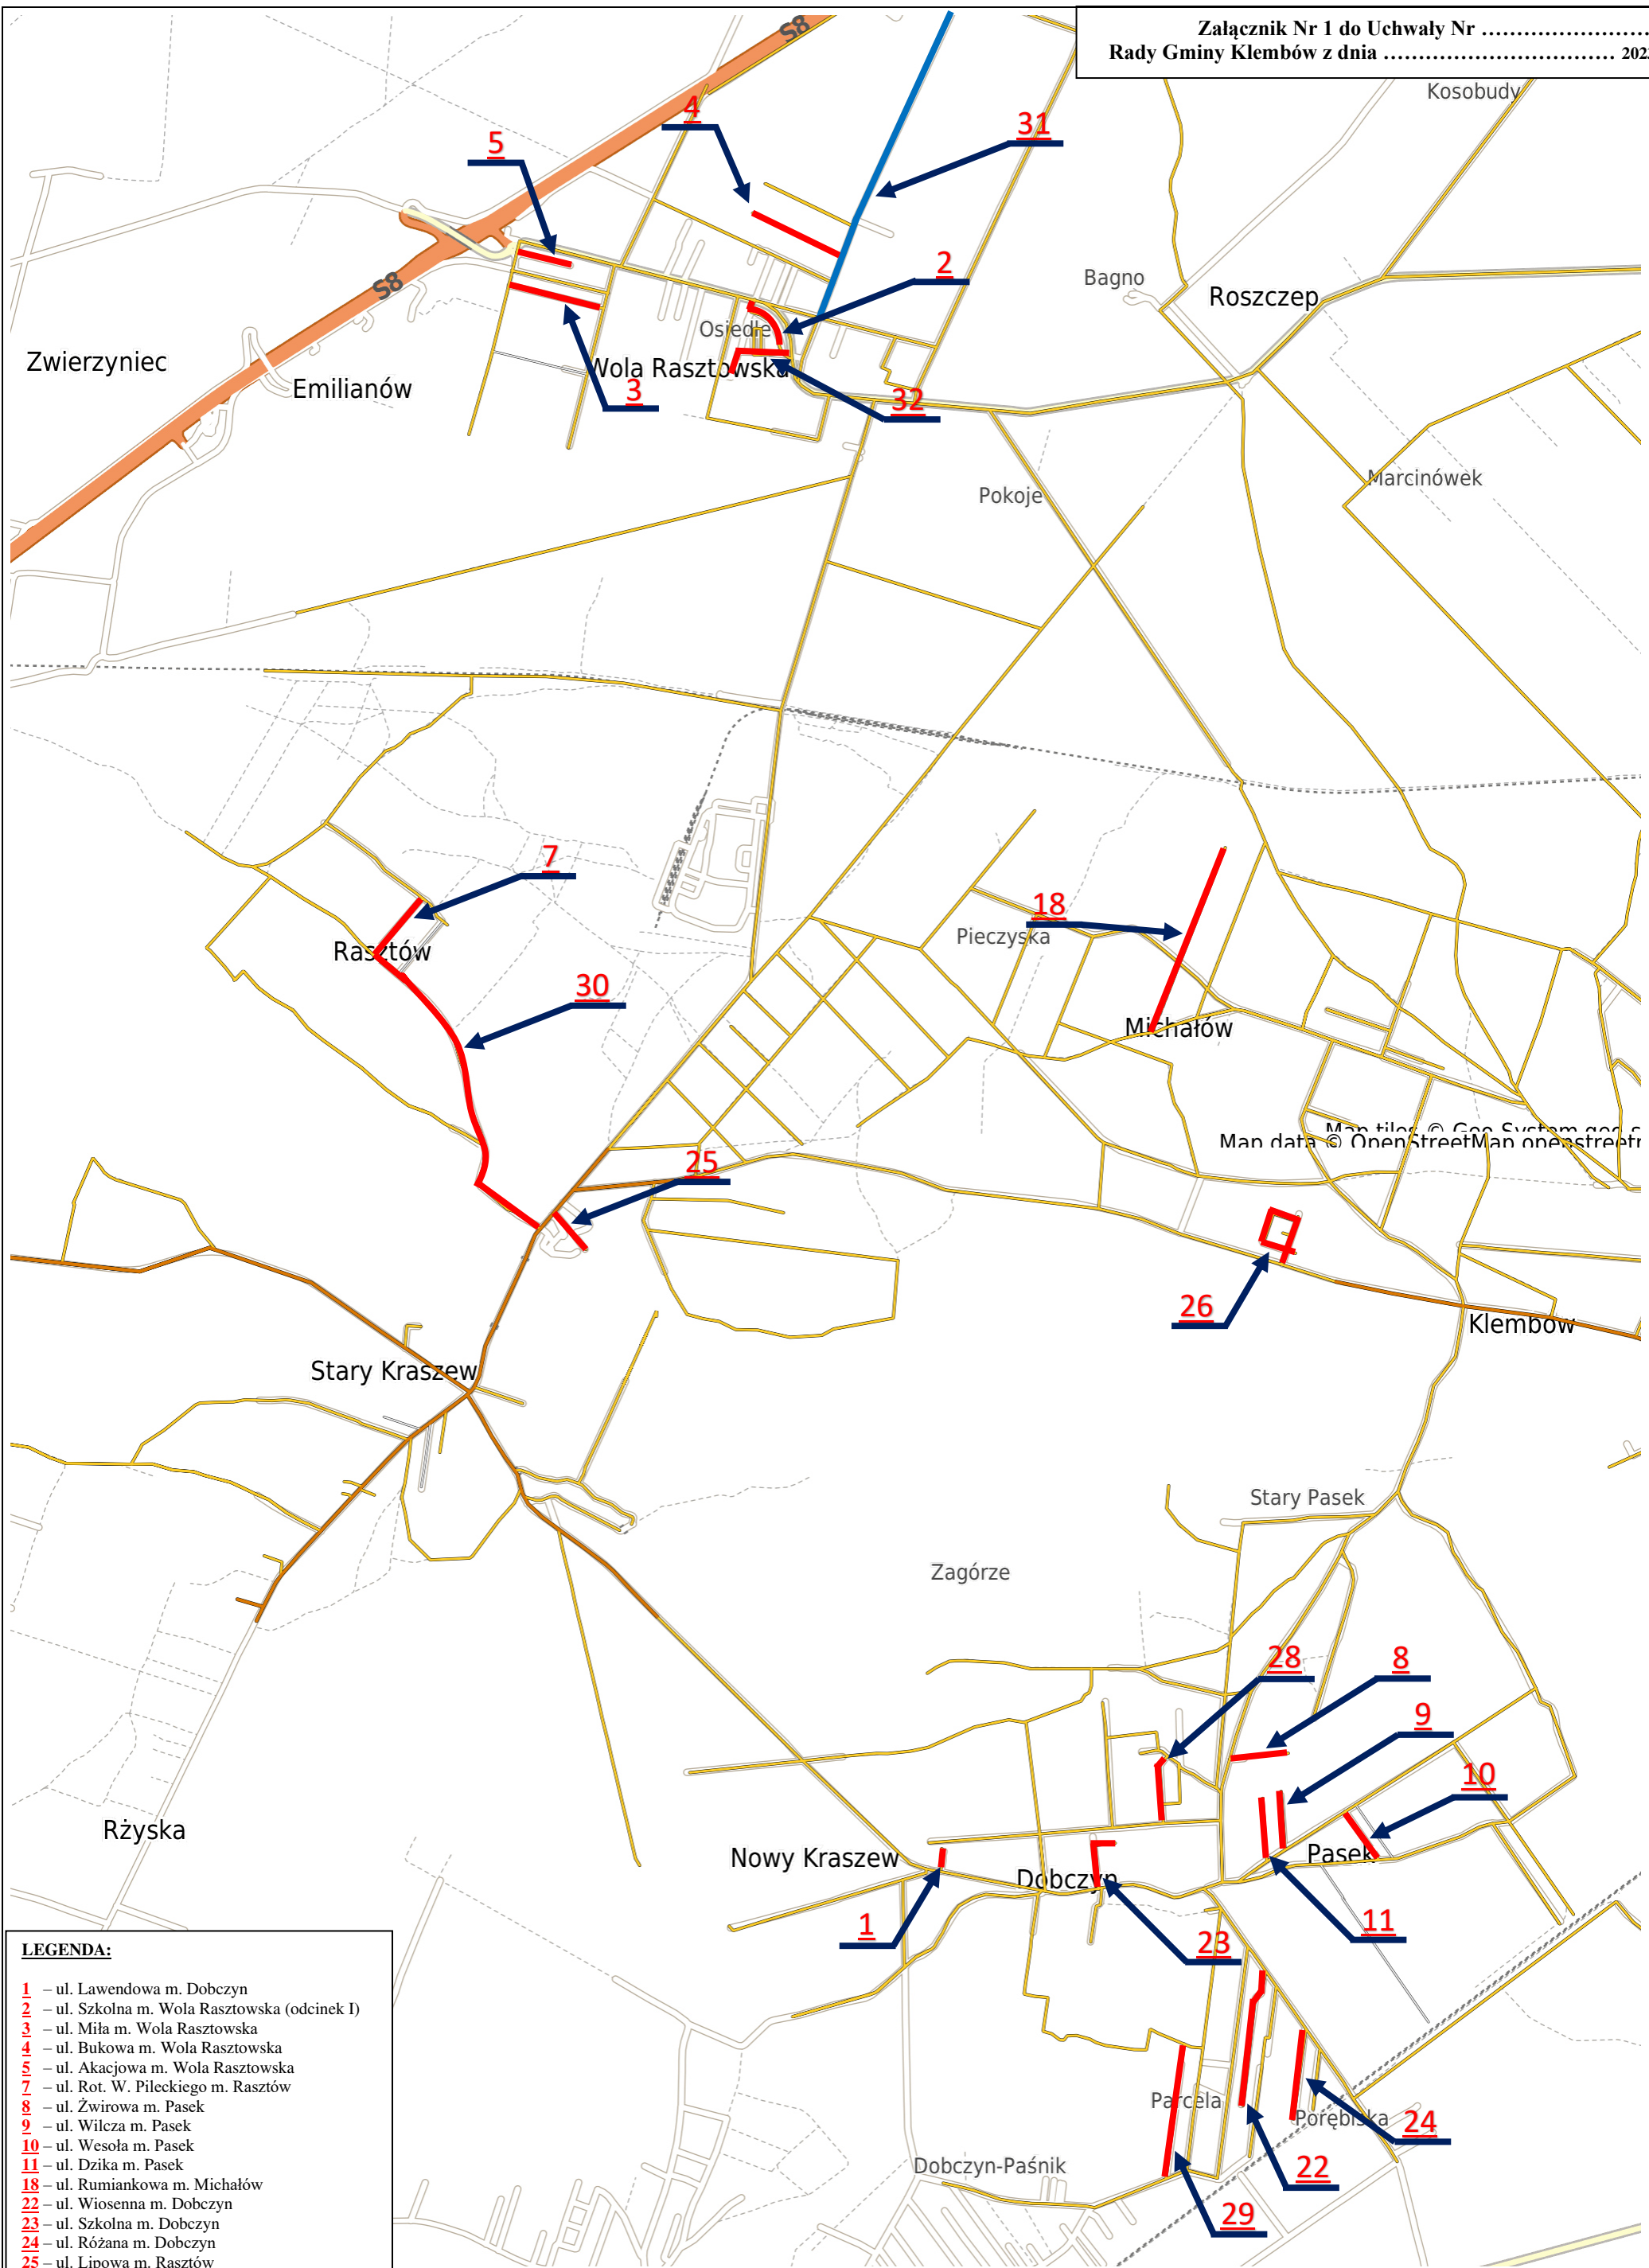 Załącznik Nr 1 do Uchwały Nr ........................
Rady Gminy Klembów z dnia ................................ 202
Kosobudy
S8
4
31
5
2
Bagno
Roszczep
S8
Osiedle
Zwierzyniec
Emilianów
Wola Rasztowska
3
32
Marcinówek
Pokoje
7
18
Pieczyska
Rasztów
30
Michałów
Map tiles © Geo-System
Map data © OpenStreetMap
25
26
Klembów
Stary Kraszew
Stary Pasek
Zagórze
28
8
9
10
Rżyska
Nowy Kraszew
Pasek
Dobczyn
1
11
23
Parcela
Porębiska
24
Dobczyn-Paśnik
22
29
LEGENDA:
1 – ul. Lawendowa m. Dobczyn
2 – ul. Szkolna m. Wola Rasztowska (odcinek I)
3 – ul. Miła m. Wola Rasztowska
4 – ul. Bukowa m. Wola Rasztowska
5 – ul. Akacjowa m. Wola Rasztowska
7 – ul. Rot. W. Pileckiego m. Rasztów
8 – ul. Żwirowa m. Pasek
9 – ul. Wilcza m. Pasek
10 – ul. Wesoła m. Pasek
11 – ul. Dzika m. Pasek
18 – ul. Rumiankowa m. Michałów
22 – ul. Wiosenna m. Dobczyn
23 – ul. Szkolna m. Dobczyn
24 – ul. Różana m. Dobczyn
25 – ul. Lipowa m. Rasztów